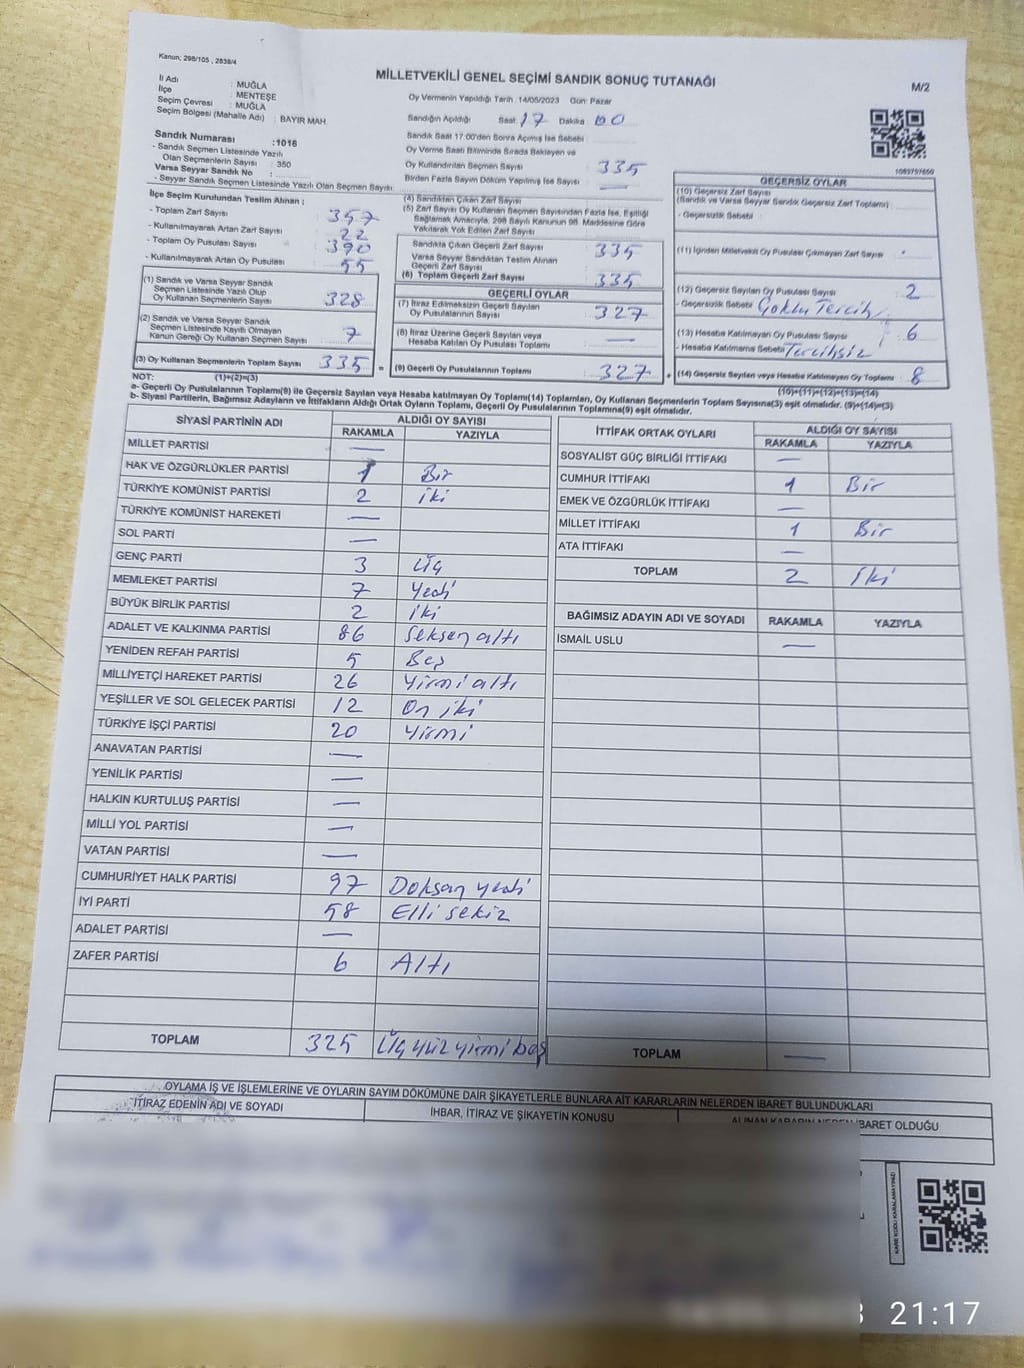 Kanun; 298/105 , 2839/4
MİLLETVEKİLİ GENEL SEÇİMİ SANDIK SONUÇ TUTANAĞI
M/2
İl Adı : MUĞLA
İlçe : MENTEŞE
Seçim Çevresi : MUĞLA
Seçim Bölgesi (Mahalle Adı) : BAYIR MAH.
Oy Vermenin Yapıldığı Tarih :14/05/2023 Gün: Pazar
Sandığın Açıldığı Saat: 17 Dakika 00
Sandık Saat 17:00'den Sonra Açılmış İse Sebebi :
Oy Verme Saati Bitiminde Sırada Bekleyen ve
Oy Kullandırılan Seçmen Sayısı 335
Birden Fazla Sayım Döküm Yapılmış İse Sayısı : —
Sandık Numarası :1016
- Sandık Seçmen Listesinde Yazılı
Olan Seçmenlerin Sayısı : 350
Varsa Seyyar Sandık No :
- Seyyar Sandık Seçmen Listesinde Yazılı Olan Seçmen Sayısı:
İlçe Seçim Kurulundan Teslim Alınan ;
- Toplam Zarf Sayısı : 357
- Kullanılmayarak Artan Zarf Sayısı : 22
- Toplam Oy Pusulası Sayısı : 390
- Kullanılmayarak Artan Oy Pusulası : 55
(1) Sandık ve Varsa Seyyar Sandık
Seçmen Listesinde Yazılı Olup
Oy Kullanan Seçmenlerin Sayısı 328
(2) Sandık ve Varsa Seyyar Sandık
Seçmen Listesinde Kayıtlı Olmayan
Kanun Gereği Oy Kullanan Seçmen Sayısı 7
(3) Oy Kullanan Seçmenlerin Toplam Sayısı 335 =
(4) Sandıktan Çıkan Zarf Sayısı
(5) Zarf Sayısı Oy Kullanan Seçmen Sayısından Fazla İse, Eşitliği
Sağlamak Amacıyla, 298 Sayılı Kanunun 98. Maddesine Göre
Yakılarak Yok Edilen Zarf Sayısı
Sandıkta Çıkan Geçerli Zarf Sayısı 335
Varsa Seyyar Sandıktan Teslim Alınan
Geçerli Zarf Sayısı
(6) Toplam Geçerli Zarf Sayısı 335
GEÇERLİ OYLAR
(7) İtiraz Edilmeksizin Geçerli Sayılan
Oy Pusulalarının Sayısı: 327
(8) İtiraz Üzerine Geçerli Sayılan veya
Hesaba Katılan Oy Pusulası Toplamı —
(9) Geçerli Oy Pusulalarının Toplamı 327 +
1083797650
GEÇERSİZ OYLAR
(10) Geçersiz Zarf Sayısı
(Sandık ve Varsa Seyyar Sandık Geçersiz Zarf Toplamı) :
- Geçersizlik Sebebi :
(11) İçinden Milletvekili Oy Pusulası Çıkmayan Zarf Sayısı
(12) Geçersiz Sayılan Oy Pusulası Sayısı 2
- Geçersizlik Sebebi: Çoklu Tercih
(13) Hesaba Katılmayan Oy Pusulası Sayısı : 6
- Hesaba Katılmama Sebebi: Tercihsiz
(14) Geçersiz Sayılan veya Hesaba Katılmayan Oy Toplamı : 8
NOT: (1)+(2)=(3) (10)+(11)+(12)+(13)=(14)
a- Geçerli Oy Pusulalarının Toplamı(9) ile Geçersiz Sayılan veya Hesaba katılmayan Oy Toplamı(14) Toplamları, Oy Kullanan Seçmenlerin Toplam Sayısına(3) eşit olmalıdır. (9)+(14)=(3)
b- Siyasi Partilerin, Bağımsız Adayların ve İttifakların Aldığı Oy Sayıları Toplamı, Geçerli Oy Pusulalarının Toplamına(9) eşit olmalıdır.
SİYASİ PARTİNİN ADI ALDIĞI OY SAYISI
RAKAMLA YAZIYLA
MİLLET PARTİSİ —
HAK VE ÖZGÜRLÜKLER PARTİSİ 1 Bir
TÜRKİYE KOMÜNİST PARTİSİ 2 iki
TÜRKİYE KOMÜNİST HAREKETİ —
SOL PARTİ —
GENÇ PARTİ 3 Üç
MEMLEKET PARTİSİ 7 Yedi
BÜYÜK BİRLİK PARTİSİ 2 iki
ADALET VE KALKINMA PARTİSİ 86 Seksen altı
YENİDEN REFAH PARTİSİ 5 Beş
MİLLİYETÇİ HAREKET PARTİSİ 26 Yirmi altı
YEŞİLLER VE SOL GELECEK PARTİSİ 12 On iki
TÜRKİYE İŞÇİ PARTİSİ 20 Yirmi
ANAVATAN PARTİSİ —
YENİLİK PARTİSİ —
HALKIN KURTULUŞ PARTİSİ —
MİLLİ YOL PARTİSİ —
VATAN PARTİSİ —
CUMHURİYET HALK PARTİSİ 97 Doksan yedi
İYİ PARTİ 58 Elli sekiz
ADALET PARTİSİ —
ZAFER PARTİSİ 6 Altı
TOPLAM 325 Üçyüz yirmi beş
İTTİFAK ORTAK OYLARI ALDIĞI OY SAYISI
RAKAMLA YAZIYLA
SOSYALİST GÜÇ BİRLİĞİ İTTİFAKI —
CUMHUR İTTİFAKI 1 Bir
EMEK VE ÖZGÜRLÜK İTTİFAKI —
MİLLET İTTİFAKI 1 Bir
ATA İTTİFAKI —
TOPLAM 2 İki
BAĞIMSIZ ADAYIN ADI VE SOYADI RAKAMLA YAZIYLA
İSMAİL USLU —
TOPLAM —
OYLAMA İŞ VE İŞLEMLERİNE VE OYLARIN SAYIM DÖKÜMÜNE DAİR ŞİKAYETLERLE BUNLARA AİT KARARLARIN NELERDEN İBARET BULUNDUKLARI
İTİRAZ EDENİN ADI VE SOYADI
İHBAR, İTİRAZ VE ŞİKAYETİN KONUSU
ALINAN KARARIN NEDEN İBARET OLDUĞU
KARE KODU KARALAMAYINIZ!
21:17